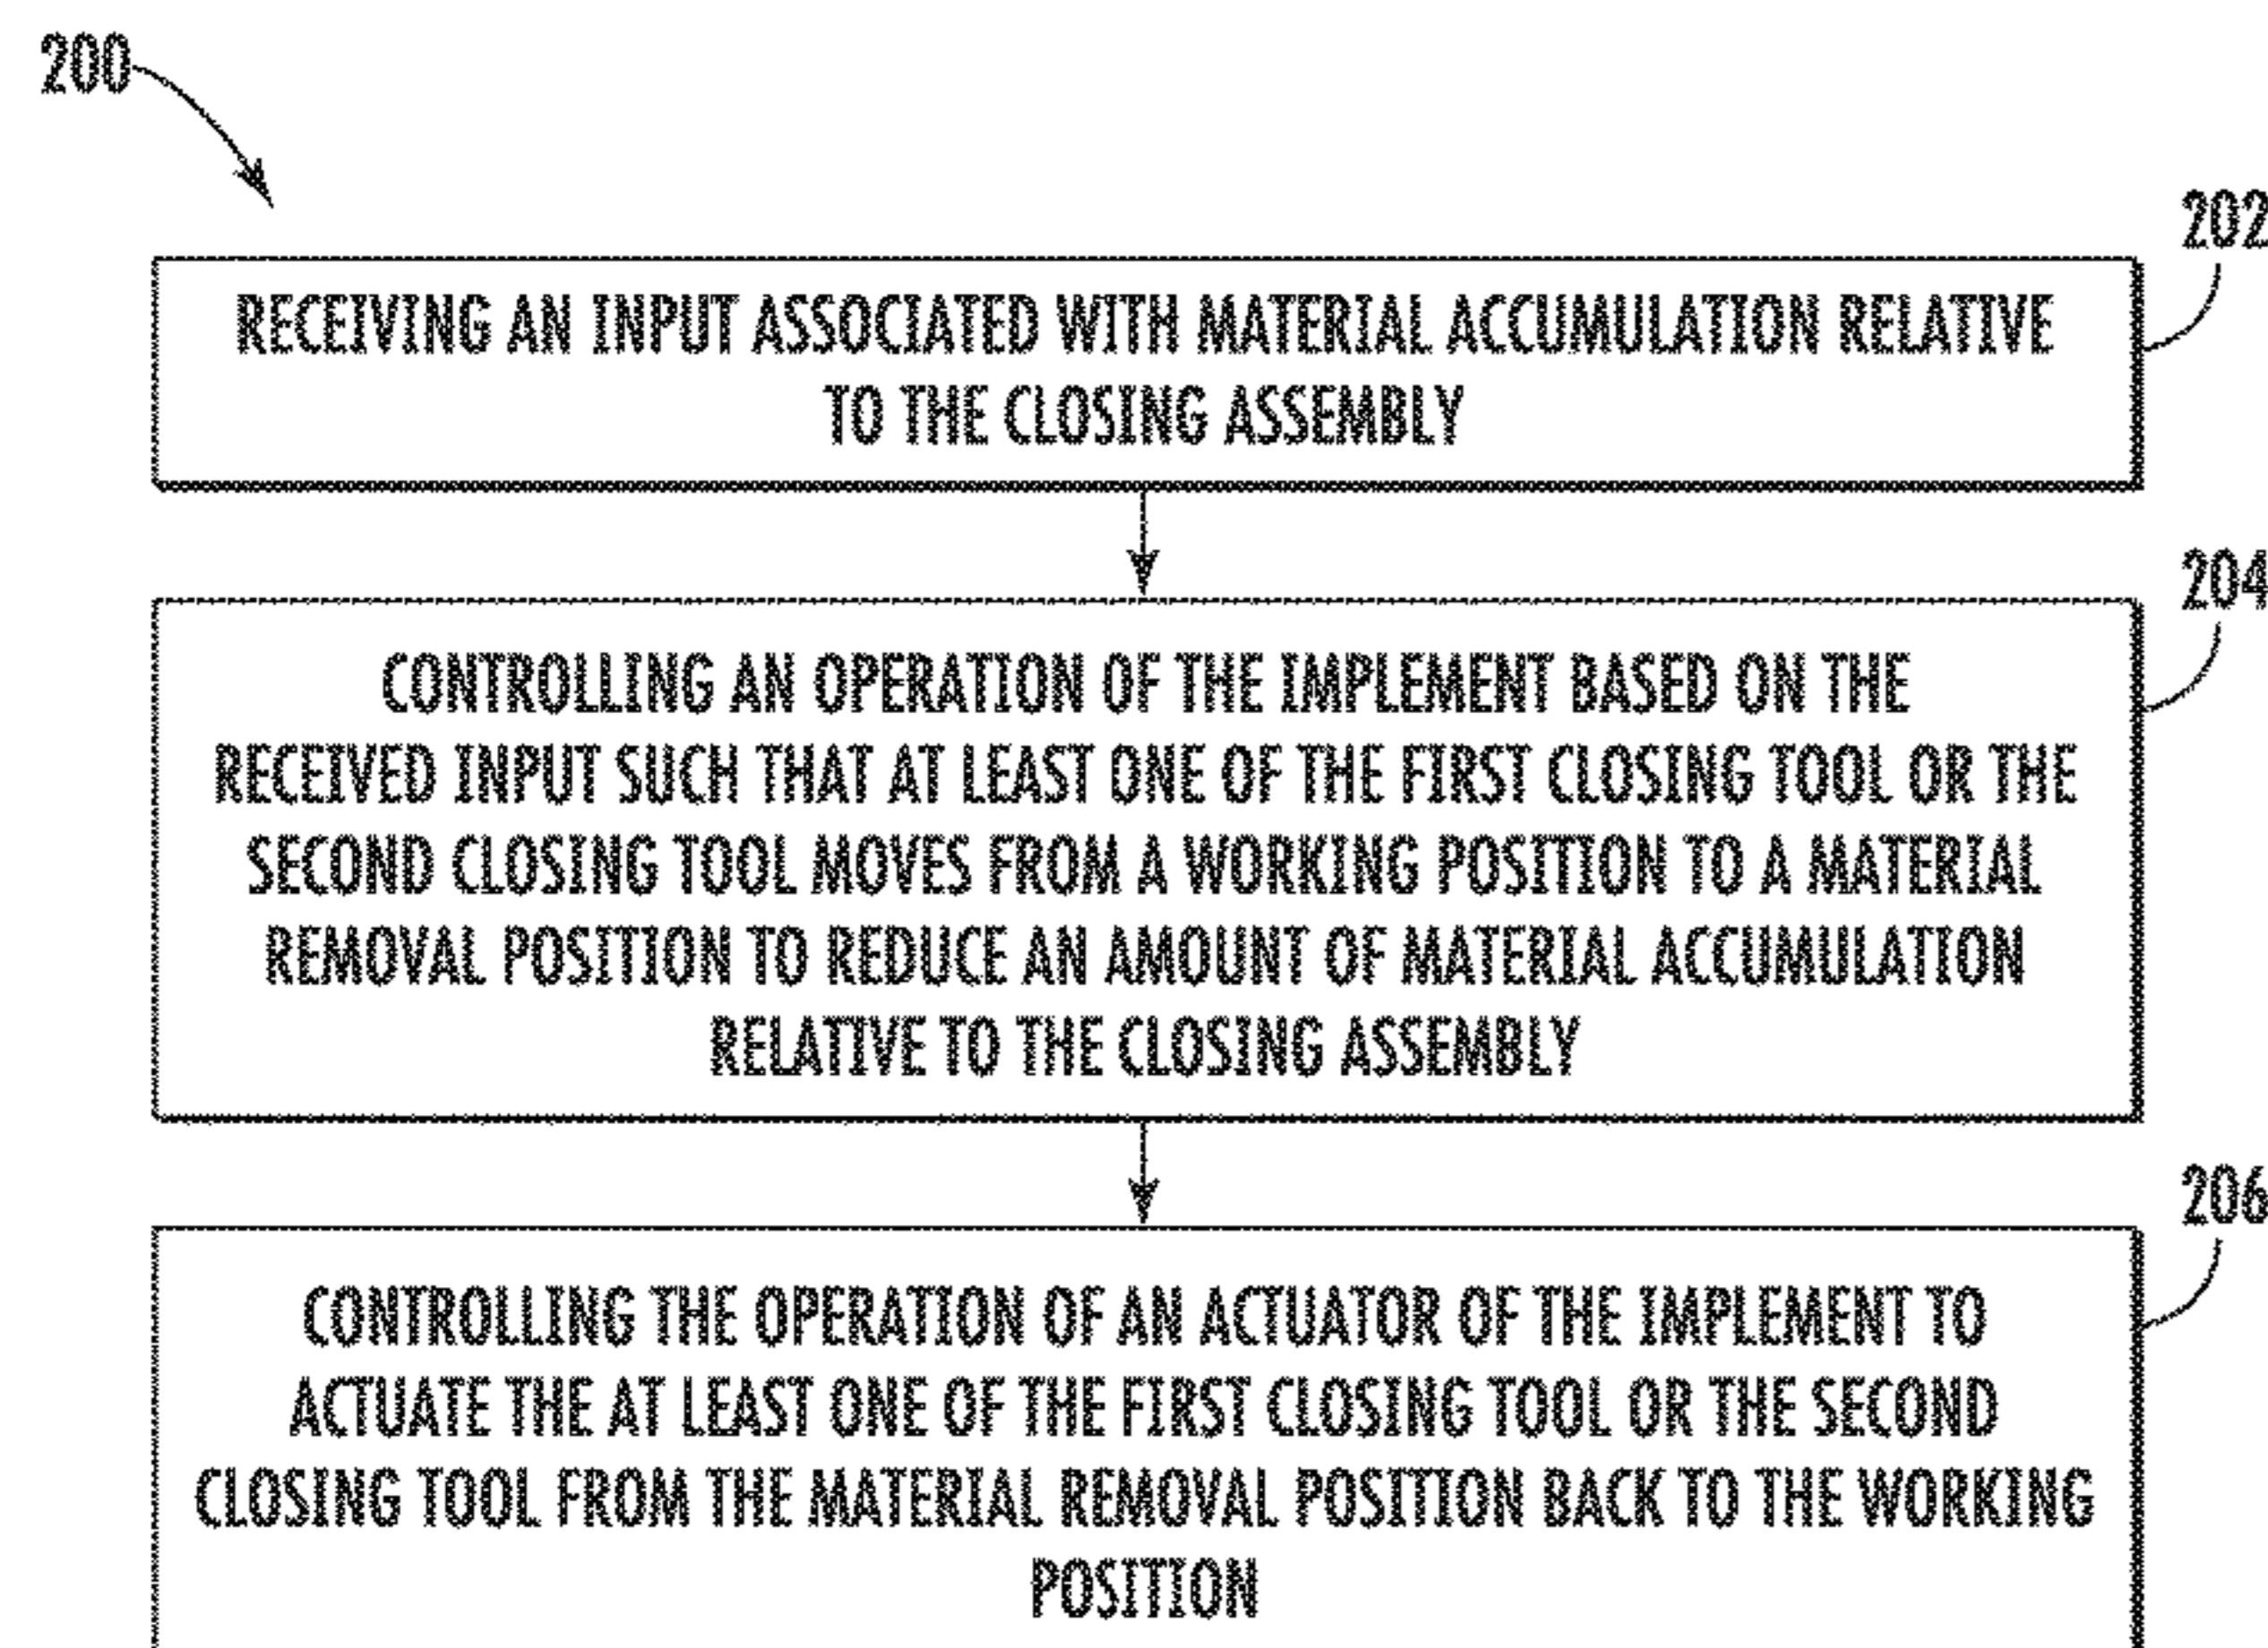 200
202
RECEIVING AN INPUT ASSOCIATED WITH MATERIAL ACCUMULATION RELATIVE
TO THE CLOSING ASSEMBLY
204
CONTROLLING AN OPERATION OF THE IMPLEMENT BASED ON THE
RECEIVED INPUT SUCH THAT AT LEAST ONE OF THE FIRST CLOSING TOOL OR THE
SECOND CLOSING TOOL MOVES FROM A WORKING POSITION TO A MATERIAL
REMOVAL POSITION TO REDUCE AN AMOUNT OF MATERIAL ACCUMULATION
RELATIVE TO THE CLOSING ASSEMBLY
206
CONTROLLING THE OPERATION OF AN ACTUATOR OF THE IMPLEMENT TO
ACTUATE THE AT LEAST ONE OF THE FIRST CLOSING TOOL OR THE SECOND
CLOSING TOOL FROM THE MATERIAL REMOVAL POSITION BACK TO THE WORKING
POSITION